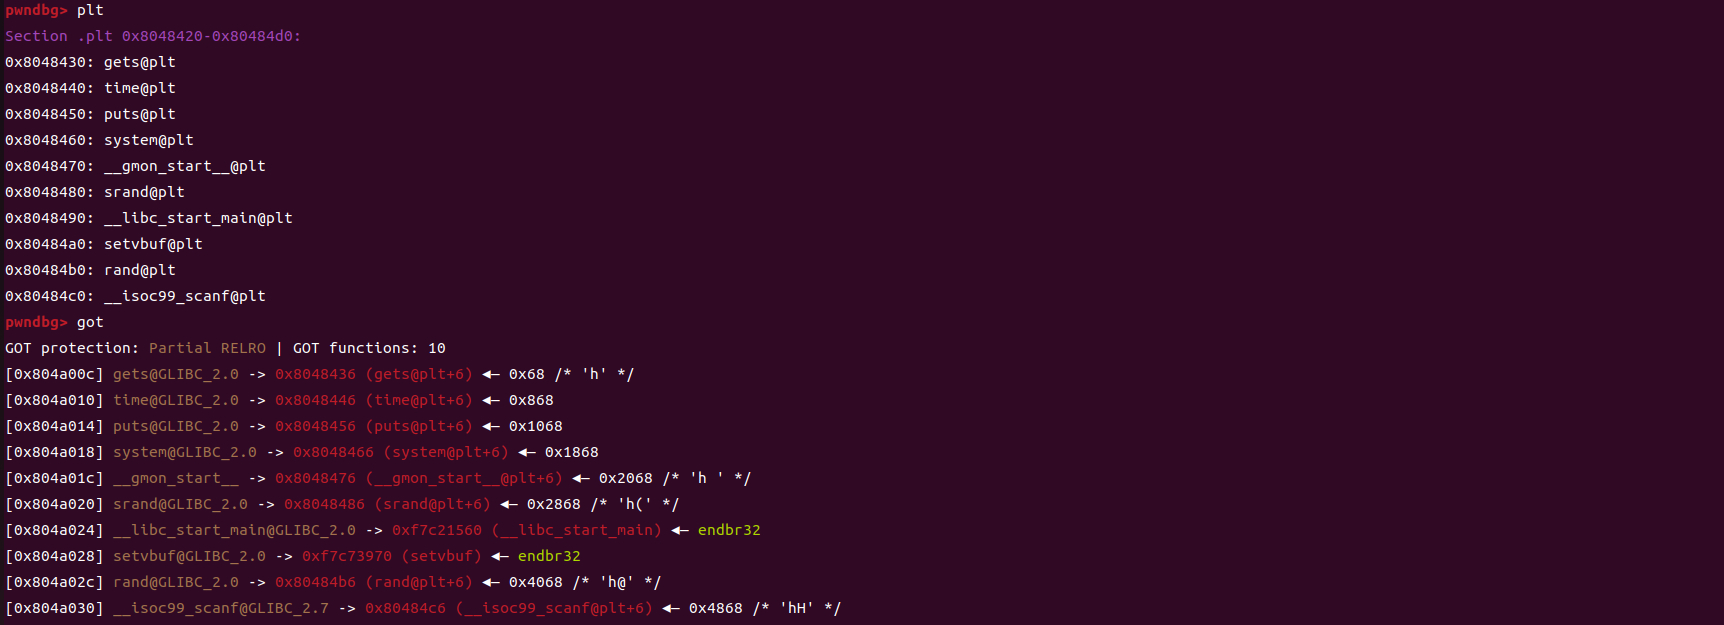 pwndbg> plt
Section .plt 0x8048420-0x80484d0:
0x8048430: gets@plt
0x8048440: time@plt
0x8048450: puts@plt
0x8048460: system@plt
0x8048470: __gmon_start__@plt
0x8048480: srand@plt
0x8048490: __libc_start_main@plt
0x80484a0: setvbuf@plt
0x80484b0: rand@plt
0x80484c0: __isoc99_scanf@plt
pwndbg> got
GOT protection: Partial RELRO | GOT functions: 10
[0x804a00c] gets@GLIBC_2.0 -> 0x8048436 (gets@plt+6) ◂— 0x68 /* 'h' */
[0x804a010] time@GLIBC_2.0 -> 0x8048446 (time@plt+6) ◂— 0x868
[0x804a014] puts@GLIBC_2.0 -> 0x8048456 (puts@plt+6) ◂— 0x1068
[0x804a018] system@GLIBC_2.0 -> 0x8048466 (system@plt+6) ◂— 0x1868
[0x804a01c] __gmon_start__ -> 0x8048476 (__gmon_start__@plt+6) ◂— 0x2068 /* 'h ' */
[0x804a020] srand@GLIBC_2.0 -> 0x8048486 (srand@plt+6) ◂— 0x2868 /* 'h(' */
[0x804a024] __libc_start_main@GLIBC_2.0 -> 0xf7c21560 (__libc_start_main) ◂— endbr32
[0x804a028] setvbuf@GLIBC_2.0 -> 0xf7c73970 (setvbuf) ◂— endbr32
[0x804a02c] rand@GLIBC_2.0 -> 0x80484b6 (rand@plt+6) ◂— 0x4068 /* 'h@' */
[0x804a030] __isoc99_scanf@GLIBC_2.7 -> 0x80484c6 (__isoc99_scanf@plt+6) ◂— 0x4868 /* 'hH' */